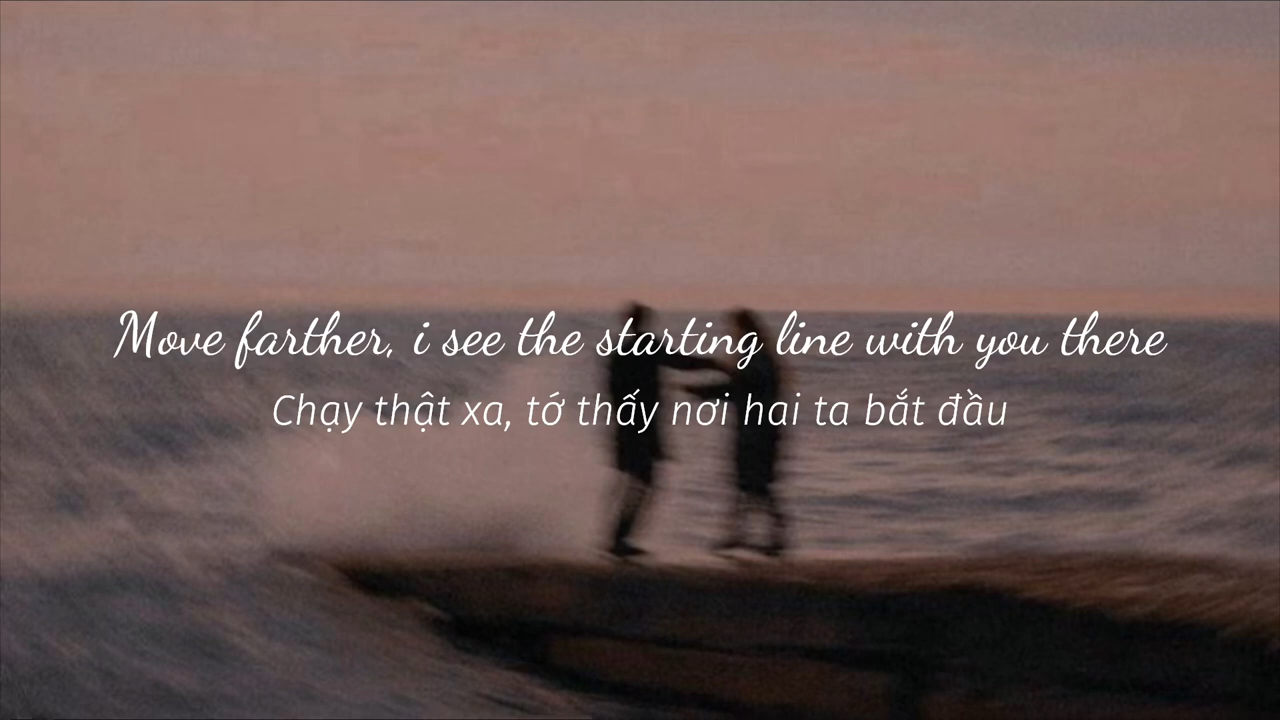 Move farther, i see the starting line with you there
Chạy thật xa, tớ thấy nơi hai ta bắt đầu